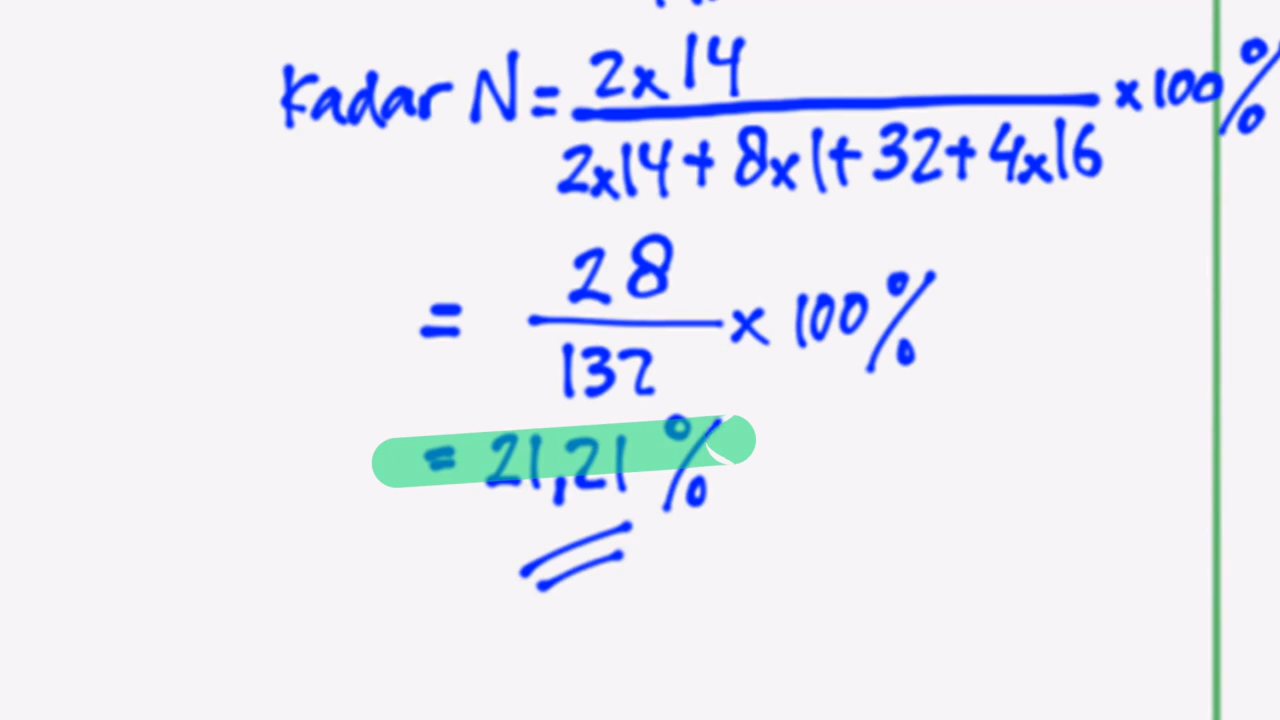 Kadar N = 2x14 / 2x14 + 8x1 + 32 + 4x16 x 100%
= 28 / 132 x 100%
= 21,21 %